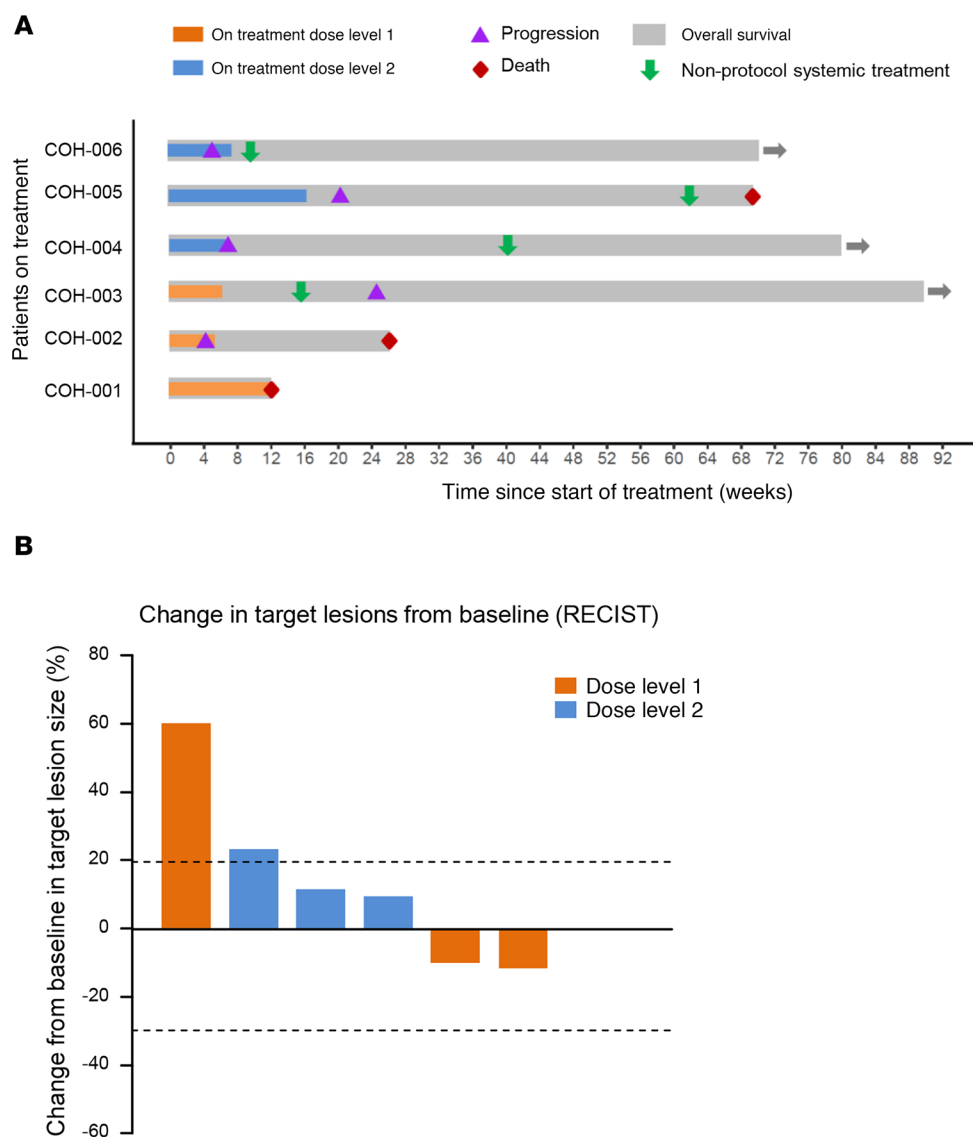 A
On treatment dose level 1
Progression
Overall survival
On treatment dose level 2
Death
Non-protocol systemic treatment
Patients on treatment
COH-006
COH-005
COH-004
COH-003
COH-002
COH-001
0 4 8 12 16 20 24 28 32 36 40 44 48 52 56 60 64 68 72 76 80 84 88 92
Time since start of treatment (weeks)
B
Change in target lesions from baseline (RECIST)
Change from baseline in target lesion size (%)
80
60
40
20
0
-20
-40
-60
Dose level 1
Dose level 2